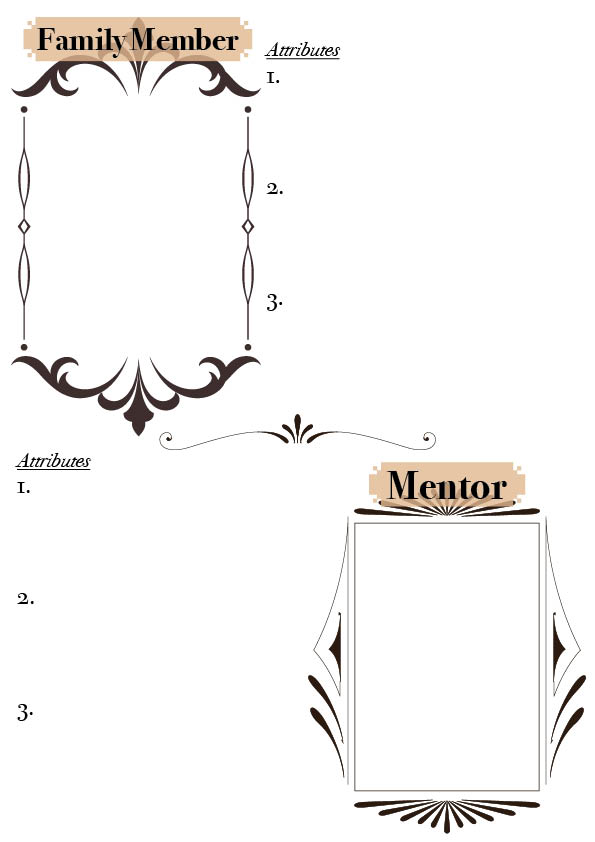 Family Member
Attributes
1.
2.
3.
Attributes
1.
2.
3.
Mentor